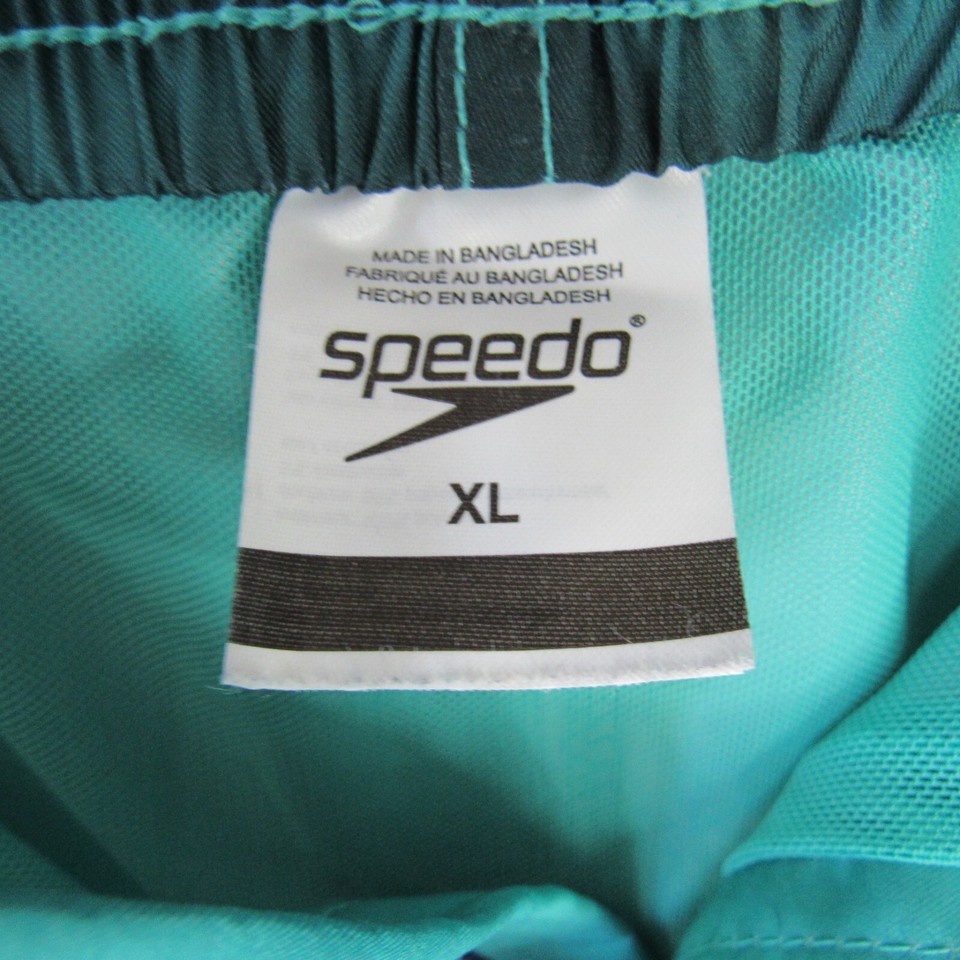 MADE IN BANGLADESH
FABRIQUÉ AU BANGLADESH
HECHO EN BANGLADESH
speedo®
XL